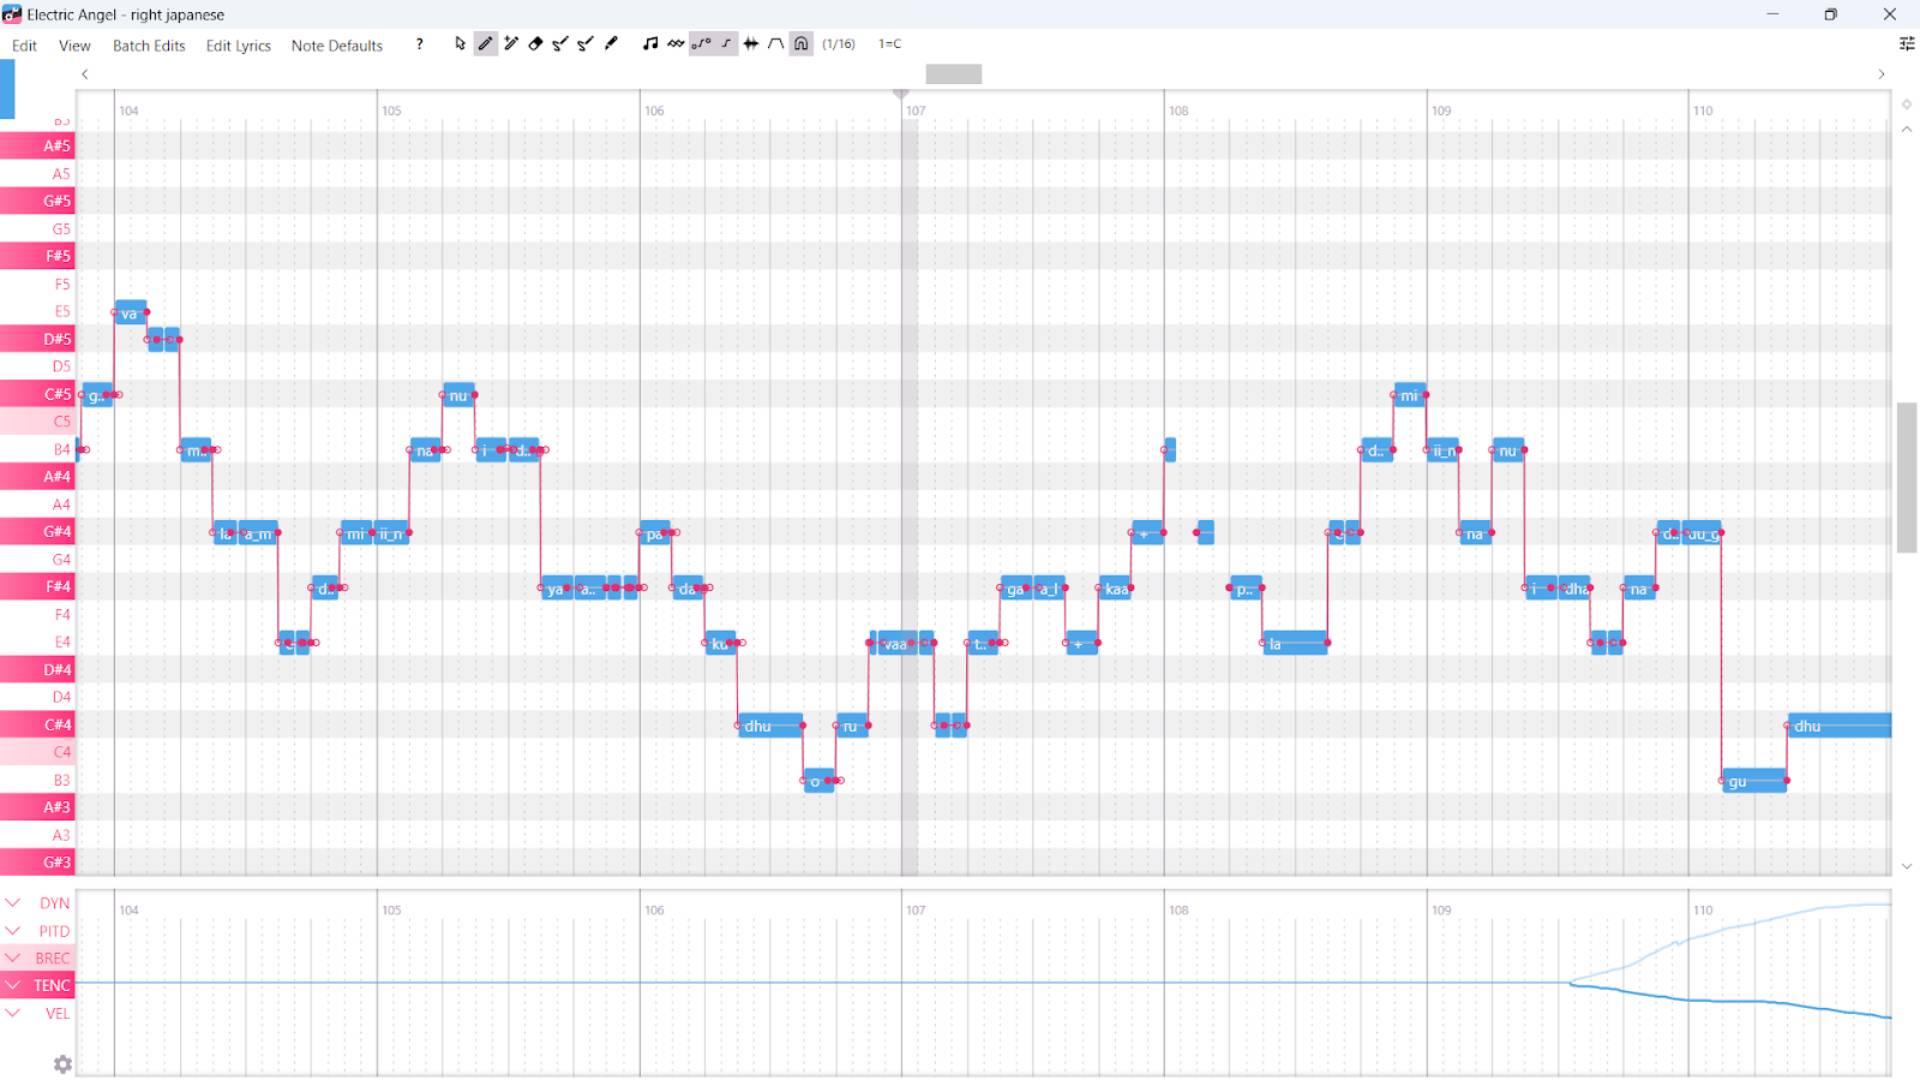 Electric Angel - right japanese
Edit View Batch Edits Edit Lyrics Note Defaults ? (1/16) 1=C
104 105 106 107 108 109 110
A#5
A5
G#5
G5
F#5
F5
E5 va
D#5
D5
C#5 g.. nu mi
C5
B4 m.. na i d.. d.. ii_n nu
A#4
A4
G#4 la a_m mi ii_n pa + na d.. uu_g
G4
F#4 d.. ya a.. da ga a_l kaa p.. i dha na
F4
E4 ku vaa t.. + la
D#4
D4
C#4 dhu ru dhu
C4
B3 o gu
A#3
A3
G#3
104 105 106 107 108 109 110
DYN
PITD
BREC
TENC
VEL